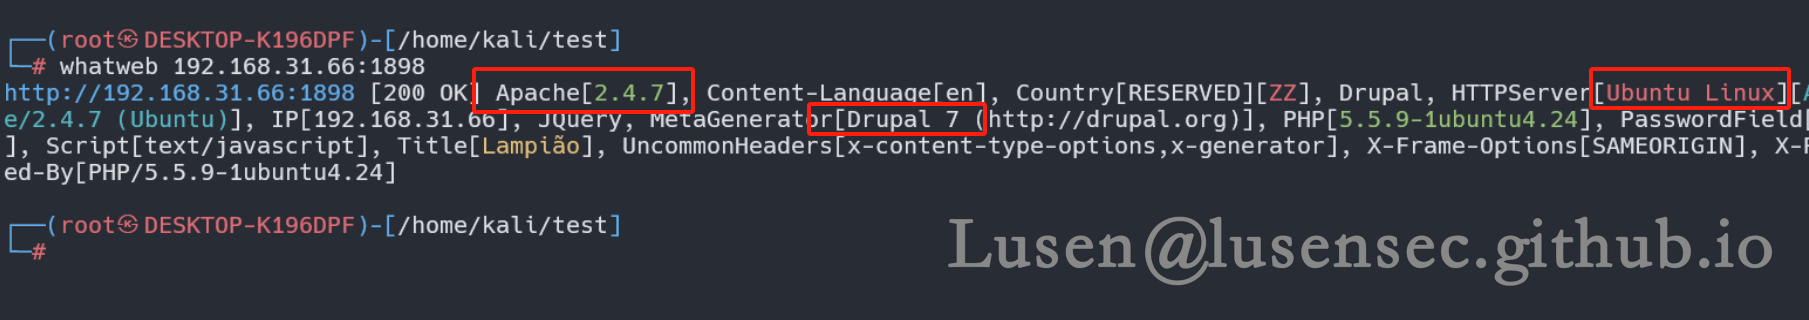 ┌──(root㉿DESKTOP-K196DPF)-[/home/kali/test]
└─# whatweb 192.168.31.66:1898
http://192.168.31.66:1898 [200 OK] Apache[2.4.7], Content-Language[en], Country[RESERVED][ZZ], Drupal, HTTPServer[Ubuntu Linux][A
e/2.4.7 (Ubuntu)], IP[192.168.31.66], JQuery, MetaGenerator[Drupal 7 (http://drupal.org)], PHP[5.5.9-1ubuntu4.24], PasswordField[
], Script[text/javascript], Title[Lampião], UncommonHeaders[x-content-type-options,x-generator], X-Frame-Options[SAMEORIGIN], X-P
ed-By[PHP/5.5.9-1ubuntu4.24]
┌──(root㉿DESKTOP-K196DPF)-[/home/kali/test]
└─#
Lusen@lusensec.github.io